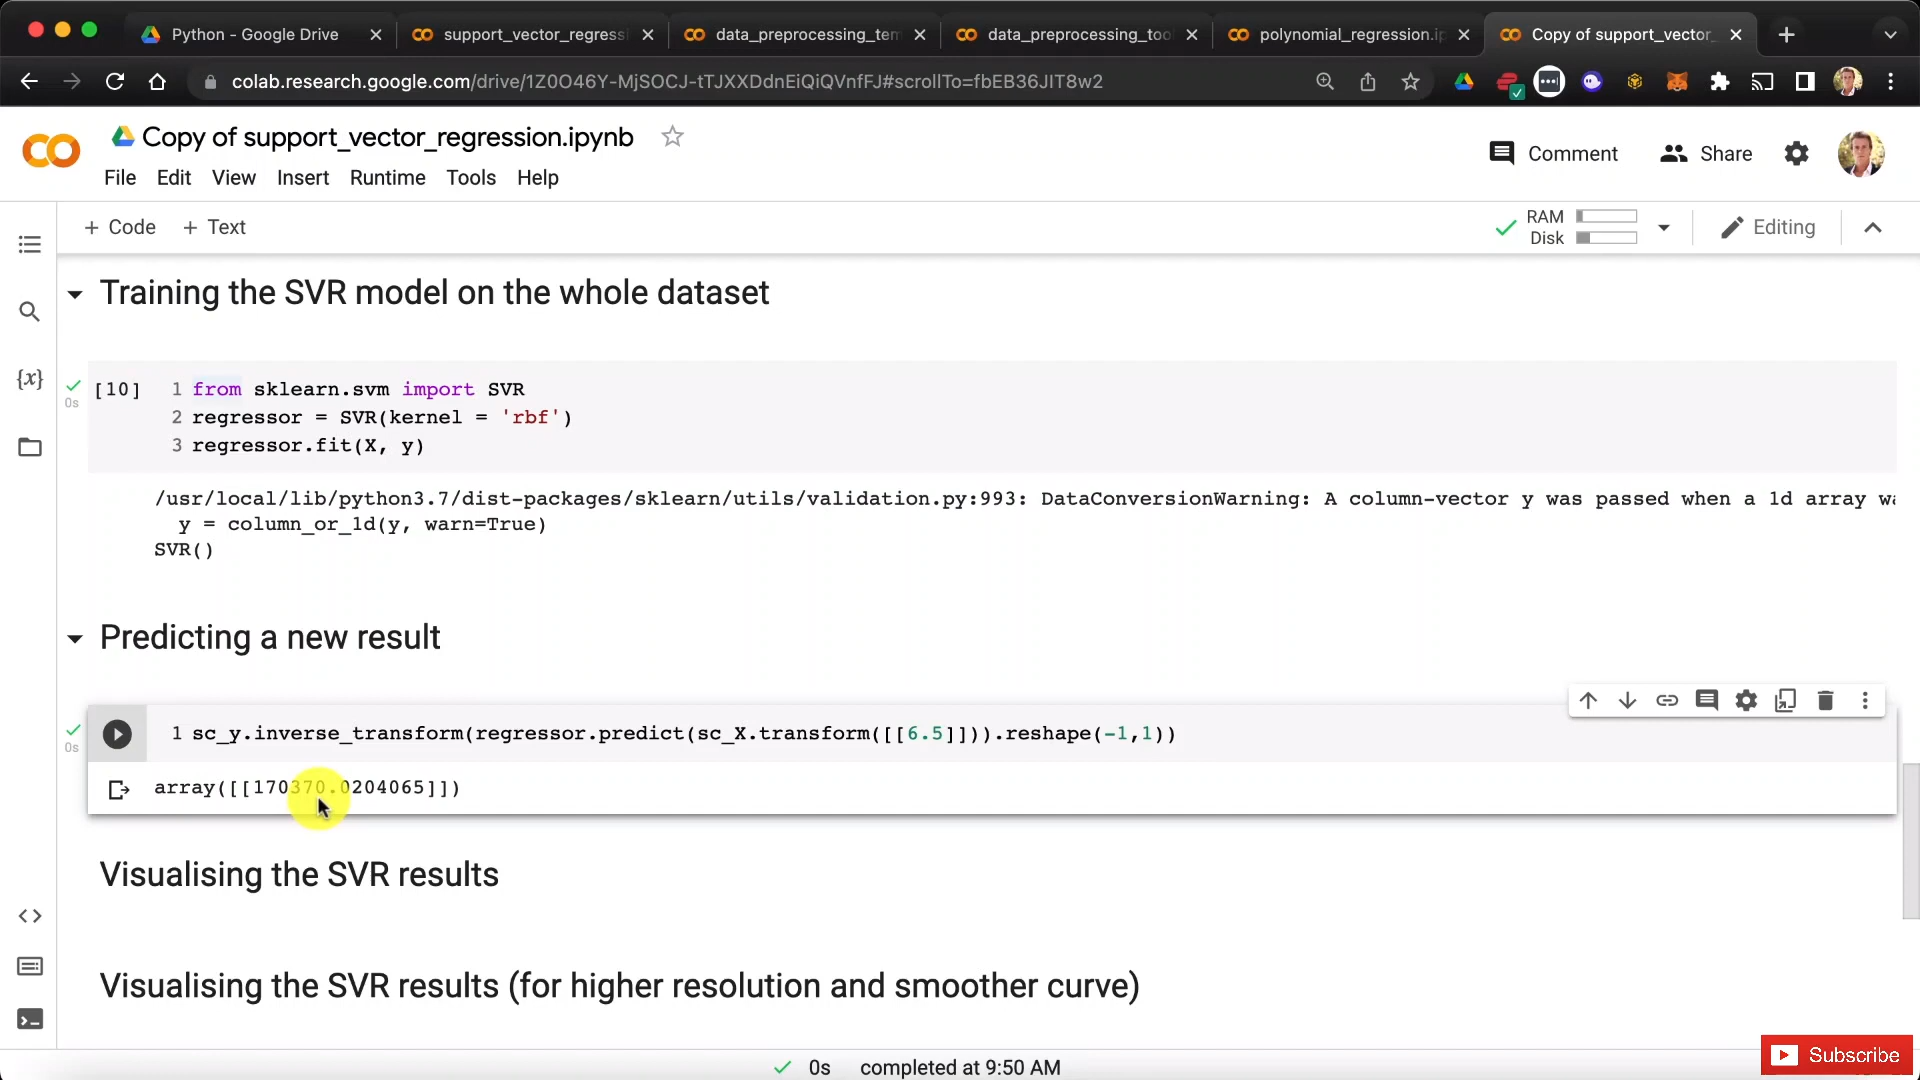 Python - Google Drive
support_vector_regressi
data_preprocessing_tem
data_preprocessing_too
polynomial_regression.ip
Copy of support_vector_
colab.research.google.com/drive/1Z0O46Y-MjSOCJ-tTJXXDdnEiQiQVnfFJ#scrollTo=fbEB36JIT8w2
Copy of support_vector_regression.ipynb
Comment
Share
File Edit View Insert Runtime Tools Help
+ Code + Text
RAM
Disk
Editing
Training the SVR model on the whole dataset
{x}
0s
[10]
1 from sklearn.svm import SVR
2 regressor = SVR(kernel = 'rbf')
3 regressor.fit(X, y)
/usr/local/lib/python3.7/dist-packages/sklearn/utils/validation.py:993: DataConversionWarning: A column-vector y was passed when a 1d array wa
y = column_or_1d(y, warn=True)
SVR()
Predicting a new result
0s
1 sc_y.inverse_transform(regressor.predict(sc_X.transform([[6.5]])).reshape(-1,1))
array([[170370.0204065]])
Visualising the SVR results
Visualising the SVR results (for higher resolution and smoother curve)
0s completed at 9:50 AM
Subscribe